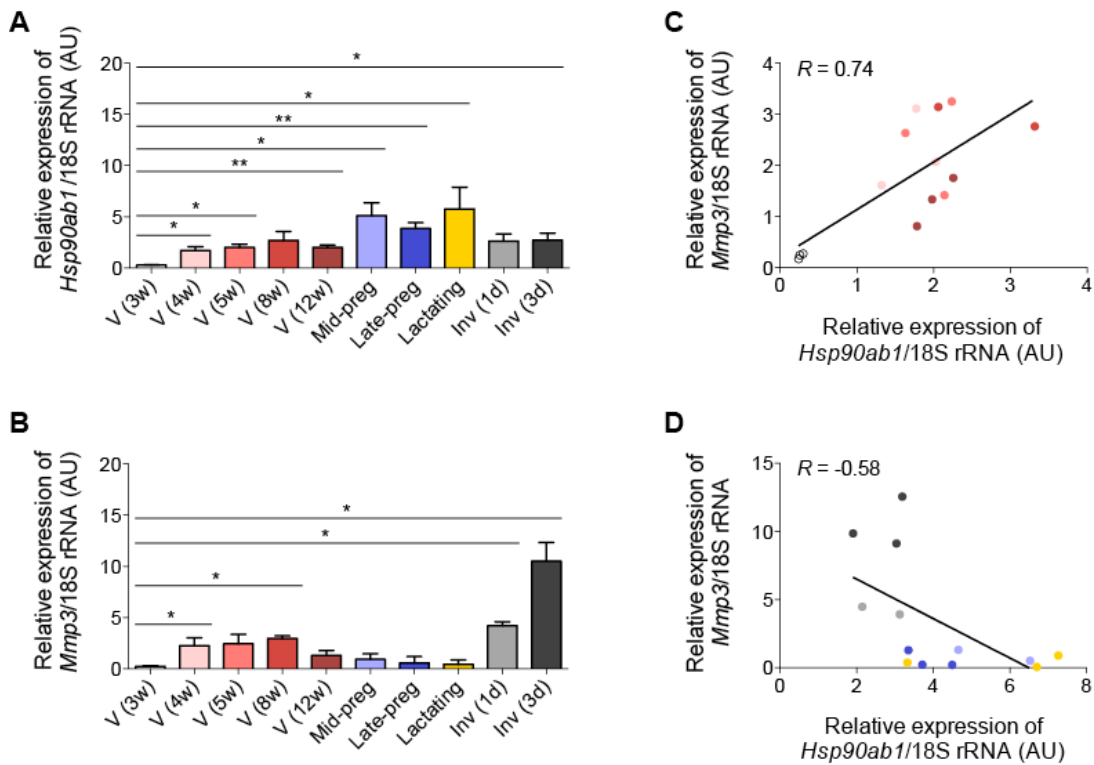 A
Relative expression of
Hsp90ab1/18S rRNA (AU)
20
15
10
5
0
*
*
**
*
**
*
*
V (3w)
V (4w)
V (5w)
V (8w)
V (12w)
Mid-preg
Late-preg
Lactating
Inv (1d)
Inv (3d)
B
Relative expression of
Mmp3/18S rRNA (AU)
20
15
10
5
0
*
*
*
*
V (3w)
V (4w)
V (5w)
V (8w)
V (12w)
Mid-preg
Late-preg
Lactating
Inv (1d)
Inv (3d)
C
Relative expression of
Mmp3/18S rRNA (AU)
R = 0.74
4
3
2
1
0
0
1
2
3
4
Relative expression of
Hsp90ab1/18S rRNA (AU)
D
Relative expression of
Mmp3/18S rRNA
R = -0.58
15
10
5
0
0
2
4
6
8
Relative expression of
Hsp90ab1/18S rRNA (AU)